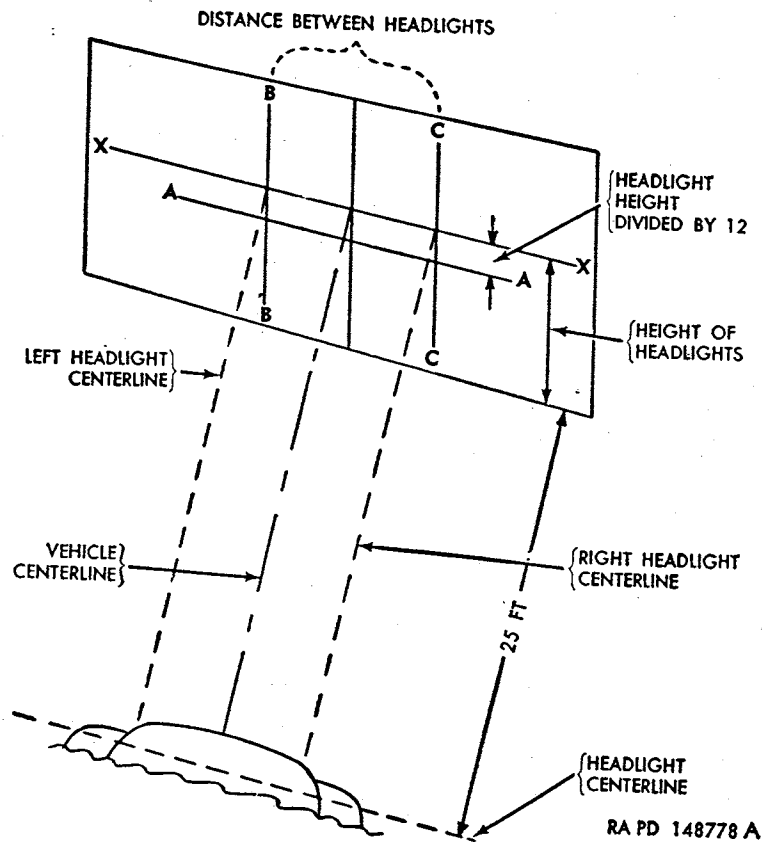 DISTANCE BETWEEN HEADLIGHTS
B
C
X
A
HEADLIGHT
HEIGHT
DIVIDED BY 12
X
A
B
C
HEIGHT OF
HEADLIGHTS
LEFT HEADLIGHT
CENTERLINE
VEHICLE
CENTERLINE
RIGHT HEADLIGHT
CENTERLINE
25 FT
HEADLIGHT
CENTERLINE
RA PD 148778 A